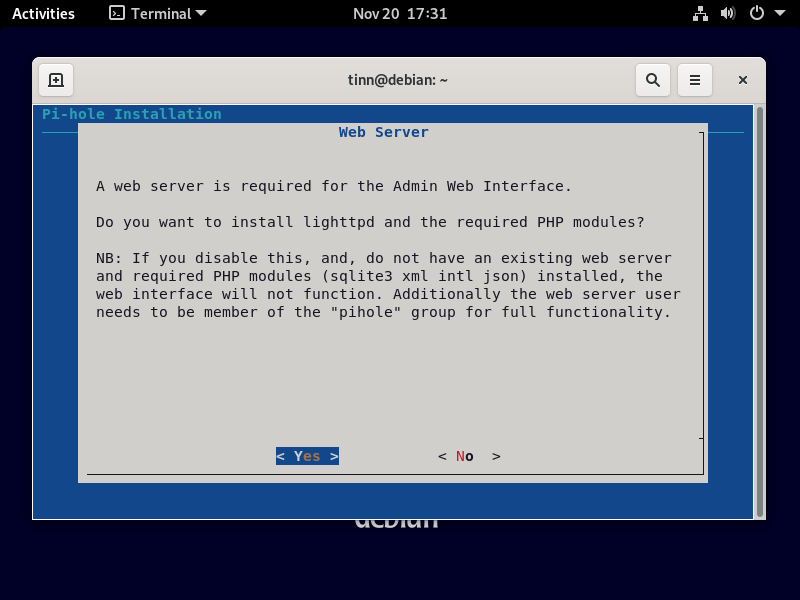 Activities Terminal Nov 20 17:31
tinn@debian: ~
Pi-hole Installation
Web Server
A web server is required for the Admin Web Interface.
Do you want to install lighttpd and the required PHP modules?
NB: If you disable this, and, do not have an existing web server
and required PHP modules (sqlite3 xml intl json) installed, the
web interface will not function. Additionally the web server user
needs to be member of the "pihole" group for full functionality.
< Yes > < No >
debian